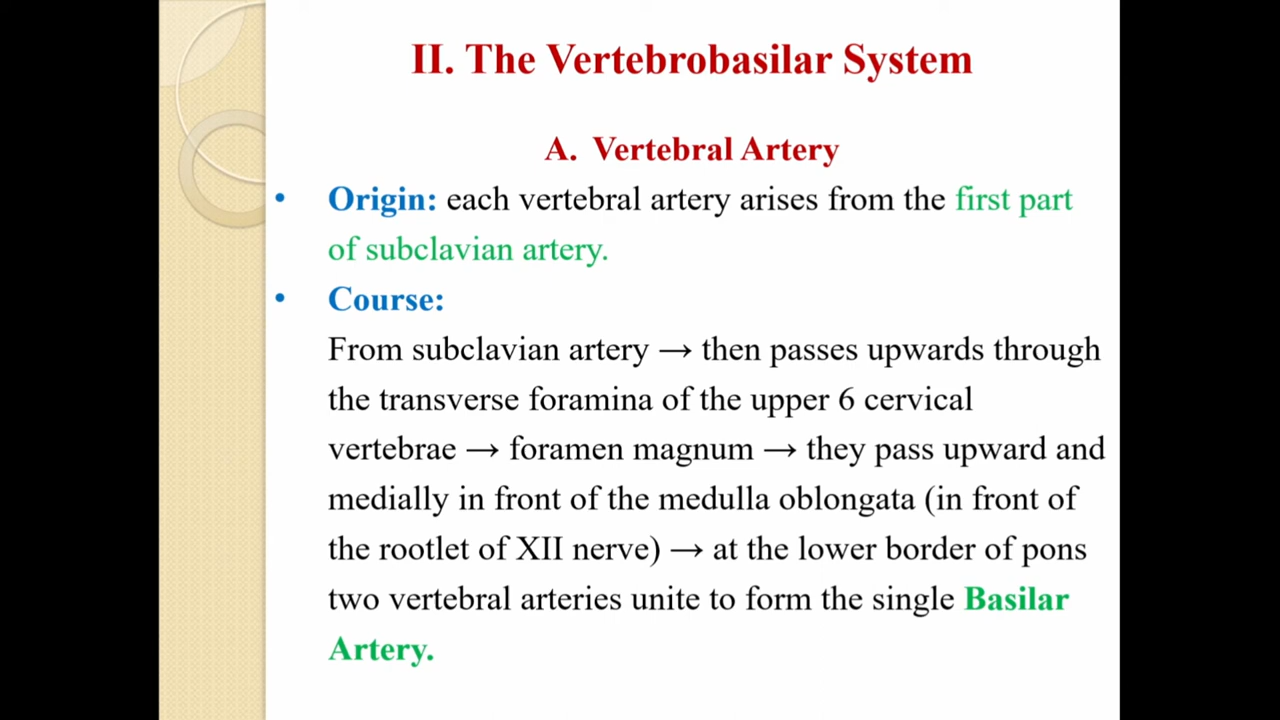 II. The Vertebrobasilar System
A. Vertebral Artery
• Origin: each vertebral artery arises from the first part
of subclavian artery.
• Course:
From subclavian artery → then passes upwards through
the transverse foramina of the upper 6 cervical
vertebrae → foramen magnum → they pass upward and
medially in front of the medulla oblongata (in front of
the rootlet of XII nerve) → at the lower border of pons
two vertebral arteries unite to form the single Basilar
Artery.